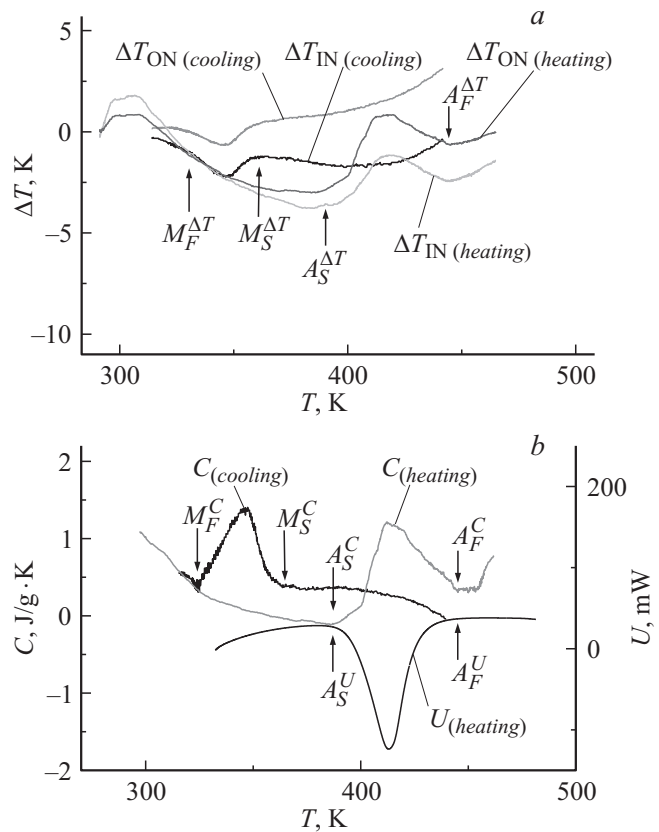 a
5
0
−5
−10
ΔT, K
ΔT_ON (cooling) ΔT_IN (cooling) ΔT_ON (heating)
A_F^ΔT
M_F^ΔT M_S^ΔT A_S^ΔT ΔT_IN (heating)
300 400 500
T, K
b
2
1
0
−1
−2
C, J/g·K
200
0
U, mW
C_(cooling) C_(heating)
M_F^C M_S^C A_S^C A_F^C
A_S^U A_F^U
U_(heating)
300 400 500
T, K